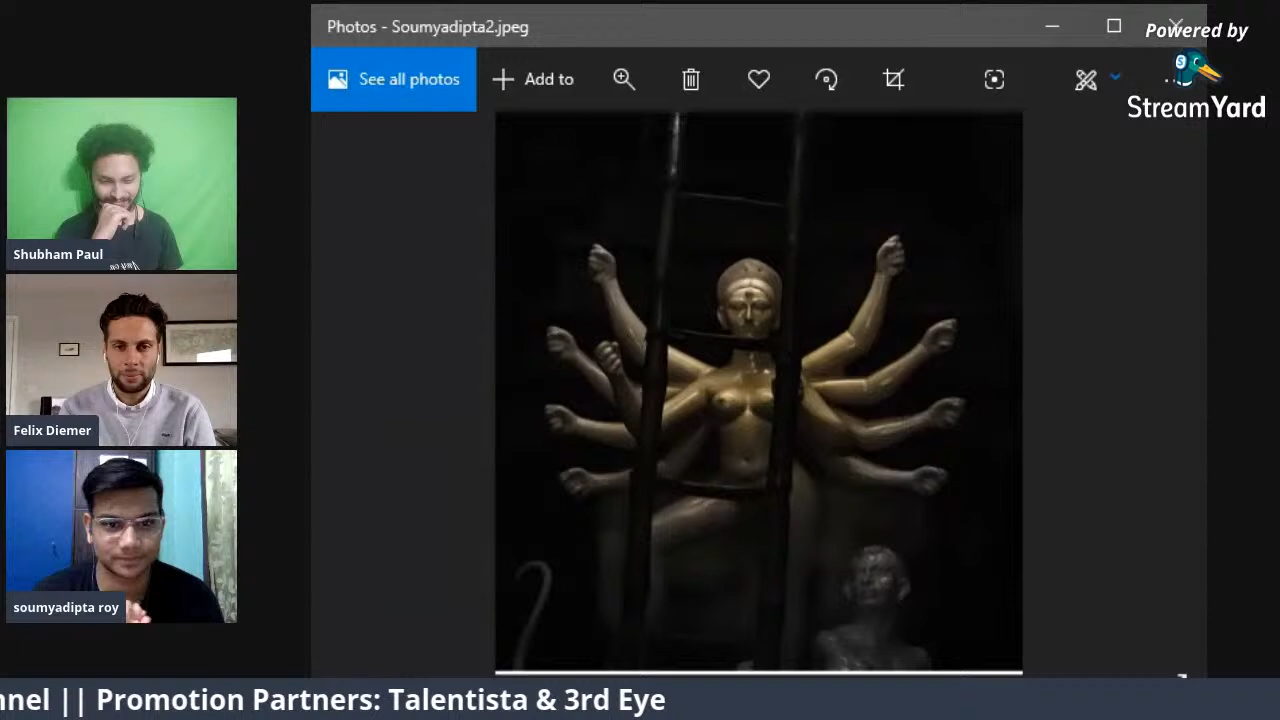 Photos - Soumyadipta2.jpeg
Powered by
See all photos
Add to
StreamYard
Shubham Paul
Felix Diemer
soumyadipta roy
nnel || Promotion Partners: Talentista & 3rd Eye